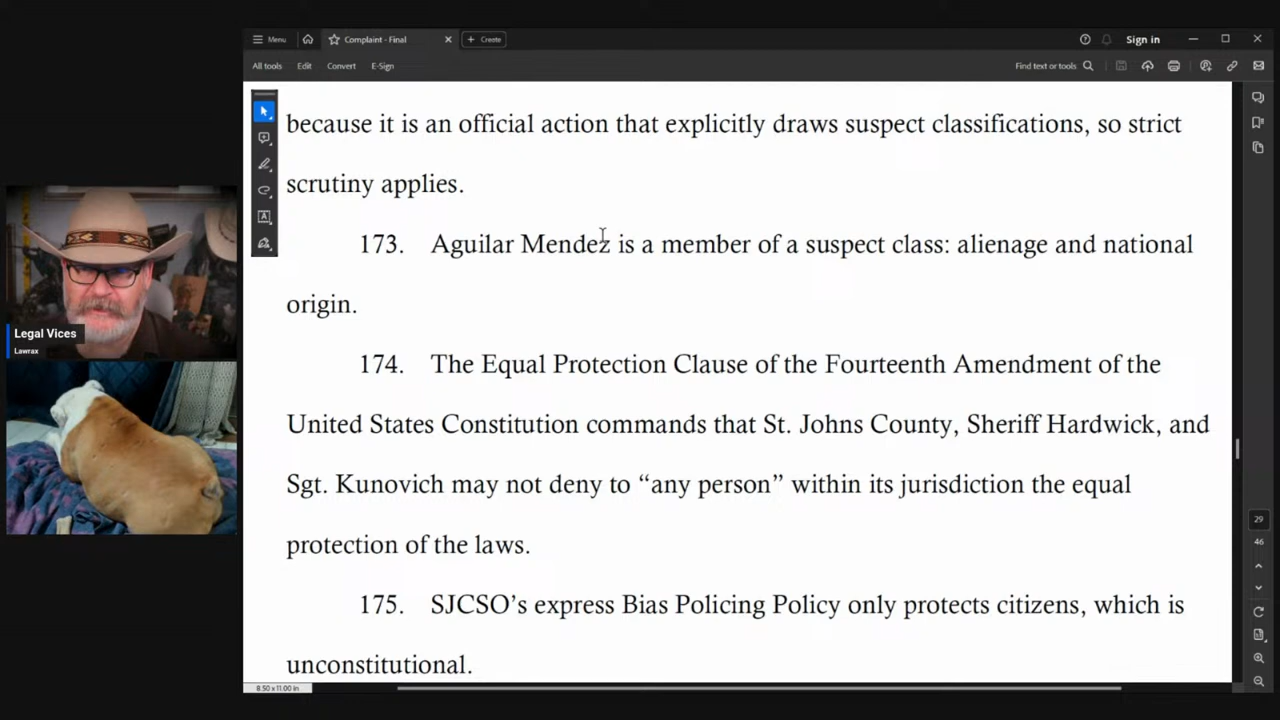 Menu
Complaint - Final
Create
Sign in
All tools
Edit
Convert
E-Sign
Find text or tools
because it is an official action that explicitly draws suspect classifications, so strict
scrutiny applies.
173. Aguilar Mendez is a member of a suspect class: alienage and national
origin.
174. The Equal Protection Clause of the Fourteenth Amendment of the
United States Constitution commands that St. Johns County, Sheriff Hardwick, and
Sgt. Kunovich may not deny to “any person” within its jurisdiction the equal
protection of the laws.
175. SJCSO’s express Bias Policing Policy only protects citizens, which is
unconstitutional.
Legal Vices
Lawrax
29
46
8.50 x 11.00 in